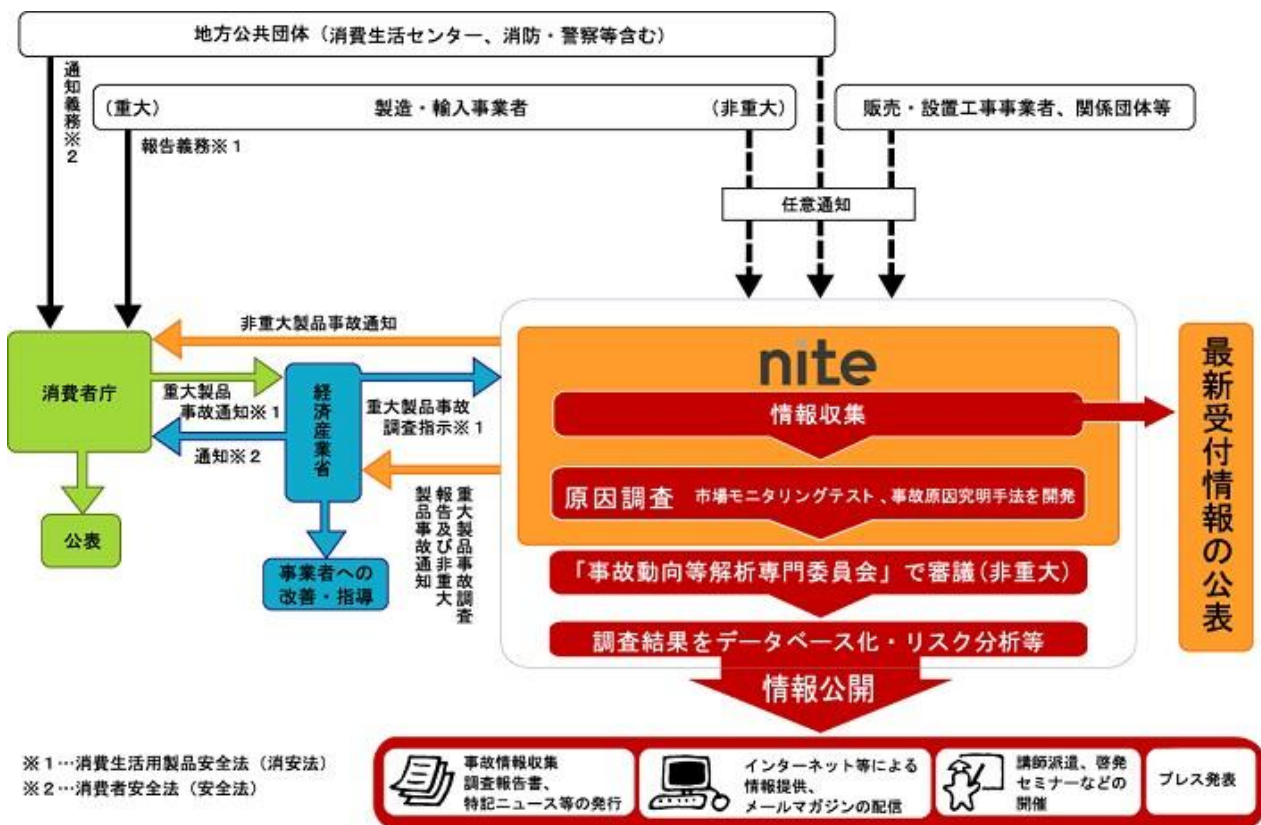 地方公共団体（消費生活センター、消防・警察等含む）
通知義務※2
（重大）
製造・輸入事業者
（非重大）
販売・設置工事事業者、関係団体等
報告義務※１
任意通知
非重大製品事故通知
消費者庁
重大製品
事故通知※１
通知※２
公表
経済産業省
重大製品事故
調査指示※１
重大製品事故調査
報告及び非重大
製品事故通知
事業者への
改善・指導
nite
情報収集
原因調査 市場モニタリングテスト、事故原因究明手法を開発
「事故動向等解析専門委員会」で審議(非重大)
調査結果をデータベース化・リスク分析等
情報公開
最新受付情報の公表
※１…消費生活用製品安全法（消安法）
※２…消費者安全法（安全法）
事故情報収集
調査報告書、
特記ニュース等の発行
インターネット等による
情報提供、
メールマガジンの配信
講師派遣、啓発
セミナーなどの
開催
プレス発表